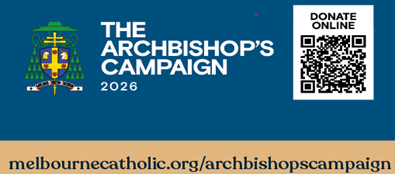 THE
ARCHBISHOP'S
CAMPAIGN
2026
DONATE
ONLINE
melbournecatholic.org/archbishopscampaign